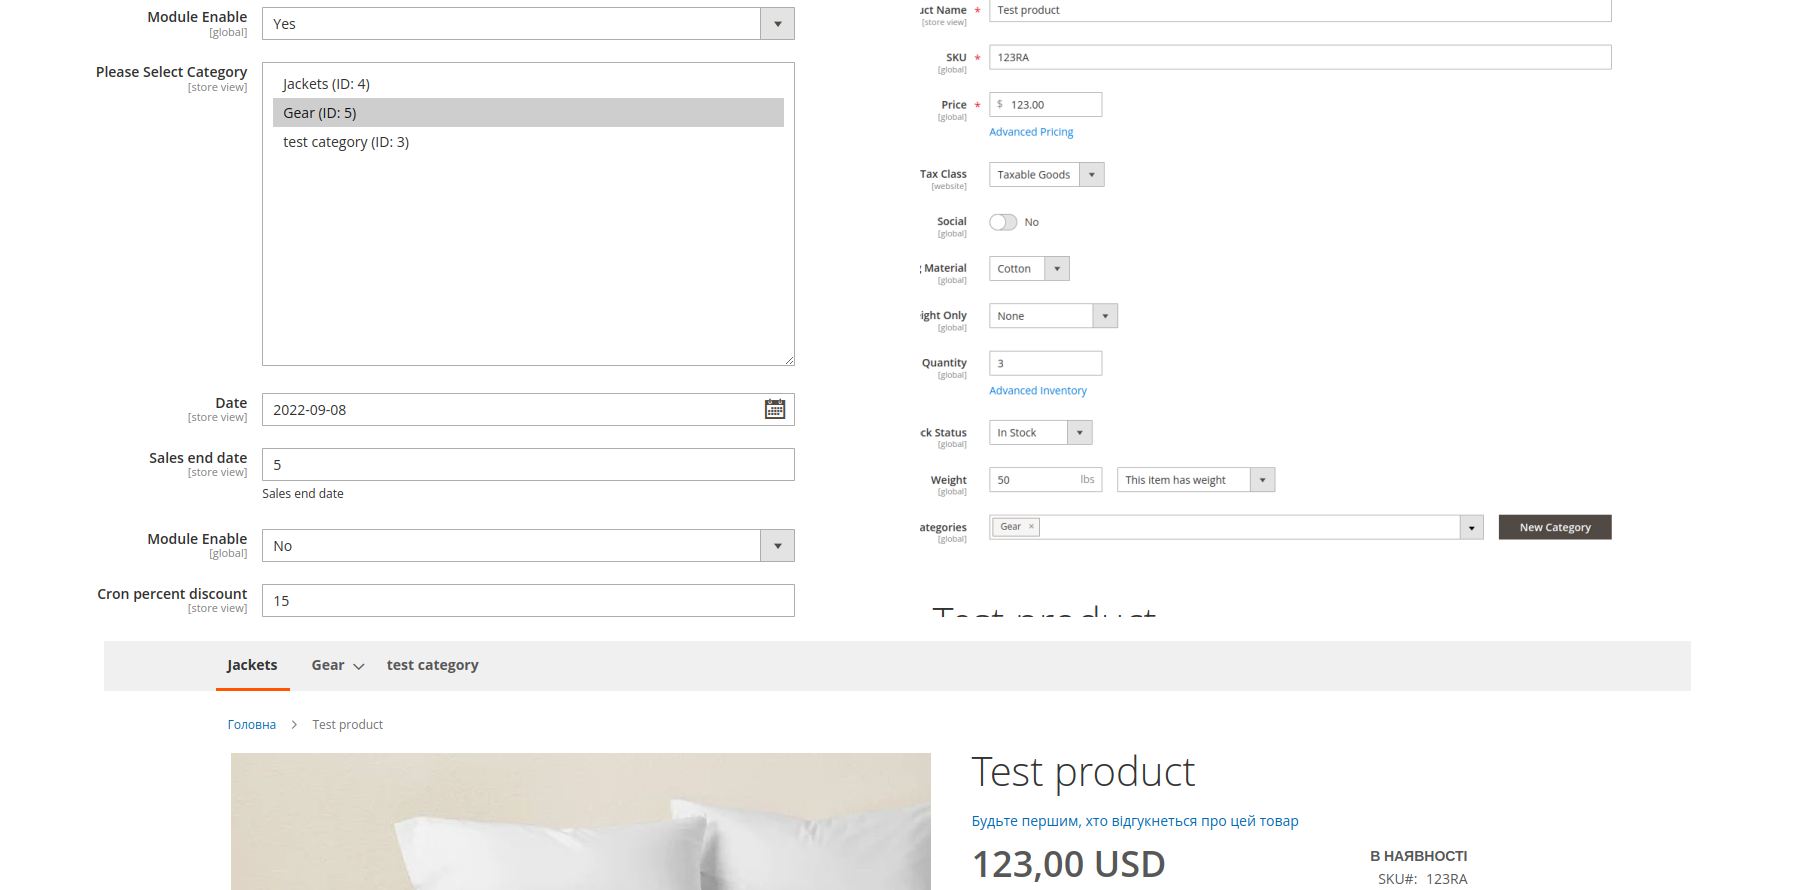 Module Enable
[global]
Yes
Please Select Category
[store view]
Jackets (ID: 4)
Gear (ID: 5)
test category (ID: 3)
Date
[store view]
2022-09-08
Sales end date
[store view]
5
Sales end date
Module Enable
[global]
No
Cron percent discount
[store view]
15
uct Name *
[store view]
Test product
SKU *
[global]
123RA
Price *
[global]
$ 123.00
Advanced Pricing
Tax Class
[website]
Taxable Goods
Social
[global]
No
Material
[global]
Cotton
ight Only
[global]
None
Quantity
[global]
3
Advanced Inventory
ck Status
[global]
In Stock
Weight
[global]
50 lbs
This item has weight
ategories
[global]
Gear ×
New Category
Test product
Jackets Gear test category
Головна > Test product
Test product
Будьте першим, хто відгукнеться про цей товар
123,00 USD
В НАЯВНОСТІ
SKU#: 123RA